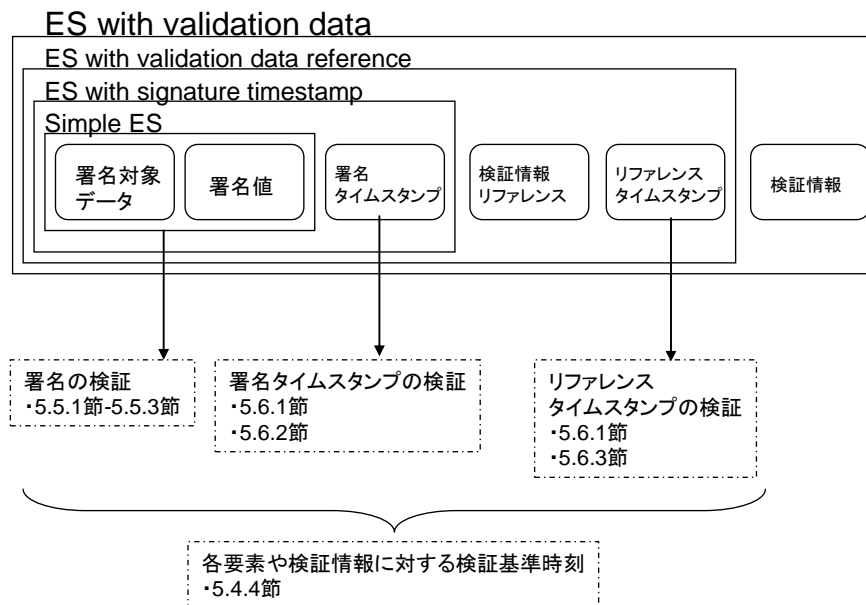 ES with validation data
ES with validation data reference
ES with signature timestamp
Simple ES
署名対象
データ
署名値
署名
タイムスタンプ
検証情報
リファレンス
リファレンス
タイムスタンプ
検証情報
署名の検証
・5.5.1節-5.5.3節
署名タイムスタンプの検証
・5.6.1節
・5.6.2節
リファレンス
タイムスタンプの検証
・5.6.1節
・5.6.3節
各要素や検証情報に対する検証基準時刻
・5.4.4節